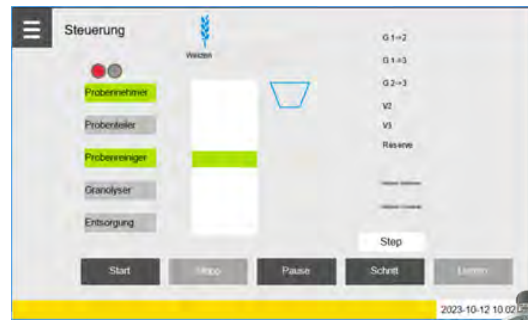 Steuerung
Weizen
G 1->2
G 1->3
G 2->3
V2
V3
Reserve
Probennehmer
Probenteiler
Probenreiniger
Granolyser
Entsorgung
Step
Start
Pause
Schritt
2023-10-12 10:02